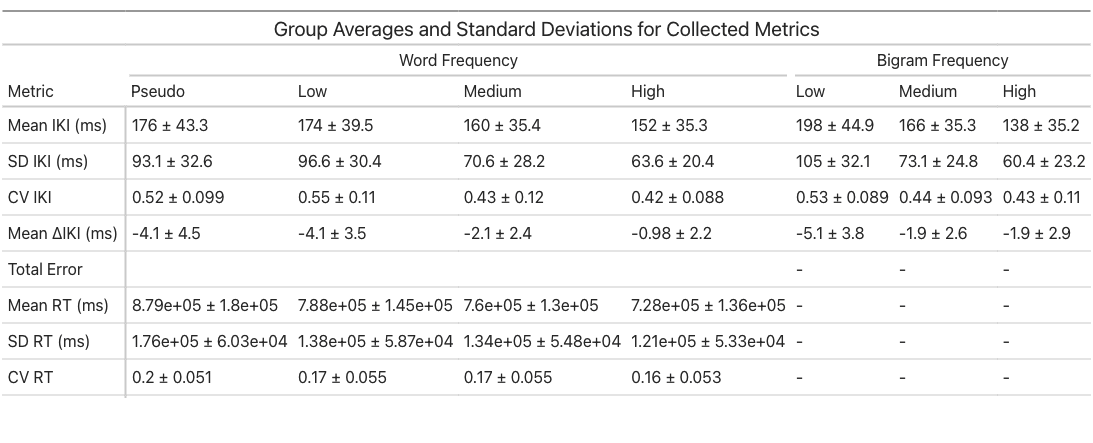 Group Averages and Standard Deviations for Collected Metrics
Word Frequency Bigram Frequency
Metric Pseudo Low Medium High Low Medium High
Mean IKI (ms) 176 ± 43.3 174 ± 39.5 160 ± 35.4 152 ± 35.3 198 ± 44.9 166 ± 35.3 138 ± 35.2
SD IKI (ms) 93.1 ± 32.6 96.6 ± 30.4 70.6 ± 28.2 63.6 ± 20.4 105 ± 32.1 73.1 ± 24.8 60.4 ± 23.2
CV IKI 0.52 ± 0.099 0.55 ± 0.11 0.43 ± 0.12 0.42 ± 0.088 0.53 ± 0.089 0.44 ± 0.093 0.43 ± 0.11
Mean ΔIKI (ms) -4.1 ± 4.5 -4.1 ± 3.5 -2.1 ± 2.4 -0.98 ± 2.2 -5.1 ± 3.8 -1.9 ± 2.6 -1.9 ± 2.9
Total Error - - -
Mean RT (ms) 8.79e+05 ± 1.8e+05 7.88e+05 ± 1.45e+05 7.6e+05 ± 1.3e+05 7.28e+05 ± 1.36e+05 - - -
SD RT (ms) 1.76e+05 ± 6.03e+04 1.38e+05 ± 5.87e+04 1.34e+05 ± 5.48e+04 1.21e+05 ± 5.33e+04 - - -
CV RT 0.2 ± 0.051 0.17 ± 0.055 0.17 ± 0.055 0.16 ± 0.053 - - -